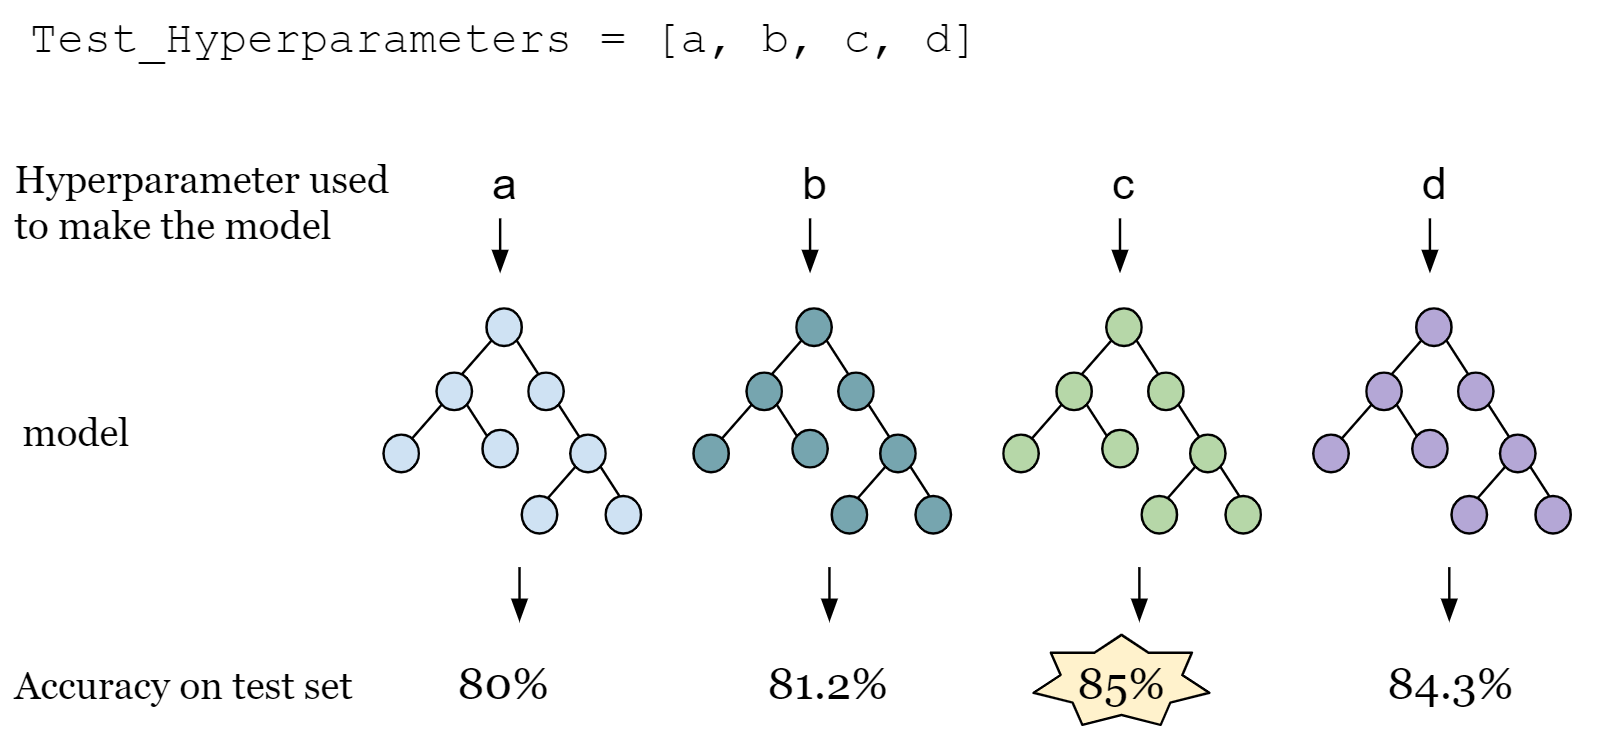 Test_Hyperparameters = [a, b, c, d]
Hyperparameter used
to make the model
a b c d
model
Accuracy on test set 80% 81.2% 85% 84.3%